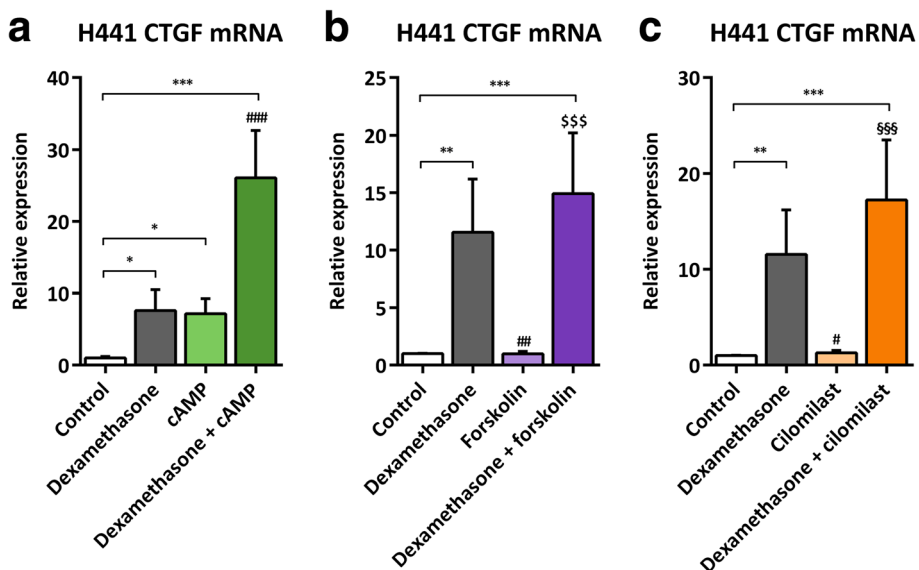 a H441 CTGF mRNA
Relative expression
40
30
20
10
0
***
###
*
*
Control
Dexamethasone
cAMP
Dexamethasone + cAMP
b H441 CTGF mRNA
Relative expression
25
20
15
10
5
0
***
$$$
**
##
Control
Dexamethasone
Forskolin
Dexamethasone + forskolin
c H441 CTGF mRNA
Relative expression
30
20
10
0
***
§§§
**
#
Control
Dexamethasone
Cilomilast
Dexamethasone + cilomilast